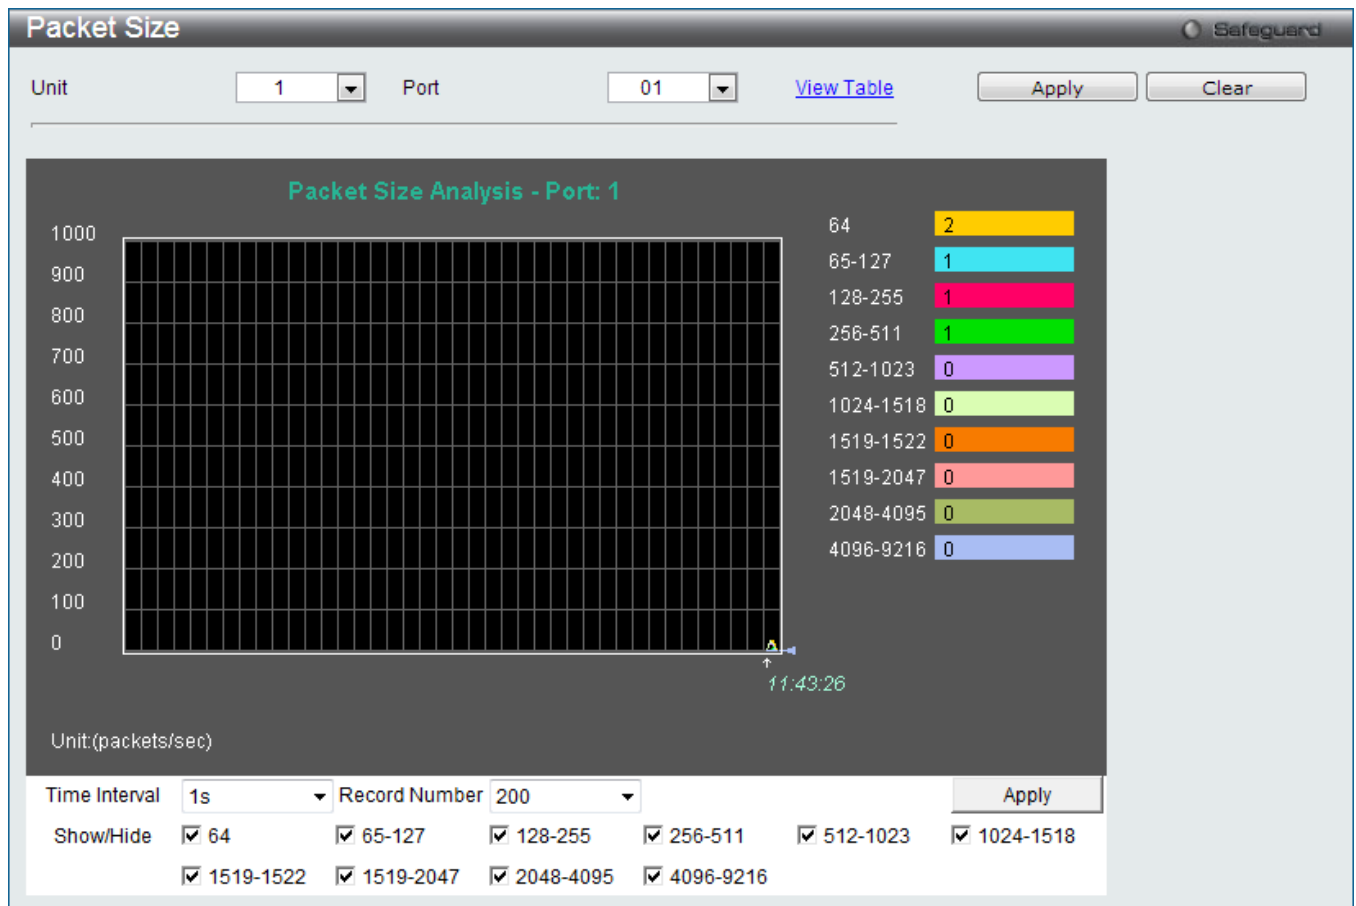 Packet Size
Safeguard
Unit 1 Port 01 View Table Apply Clear
Packet Size Analysis - Port: 1
1000
900
800
700
600
500
400
300
200
100
0
11:43:26
Unit:(packets/sec)
64 2
65-127 1
128-255 1
256-511 1
512-1023 0
1024-1518 0
1519-1522 0
1519-2047 0
2048-4095 0
4096-9216 0
Time Interval 1s Record Number 200 Apply
Show/Hide 64 65-127 128-255 256-511 512-1023 1024-1518
1519-1522 1519-2047 2048-4095 4096-9216